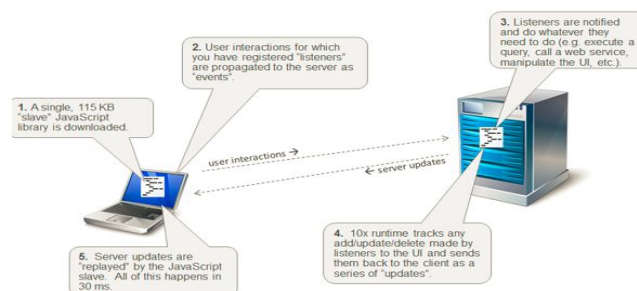 1. A single, 115 KB
"slave" JavaScript
library is downloaded.
2. User interactions for which
you have registered "listeners"
are propagated to the server as
"events".
3. Listeners are notified
and do whatever they
need to do (e.g. execute a
query, call a web service,
manipulate the UI, etc.)
user interactions →
← server updates
4. 10x runtime tracks any
add/update/delete made by
listeners to the UI and sends
them back to the client as a
series of "updates".
5. Server updates are
"replayed" by the JavaScript
slave. All of this happens in
30 ms.